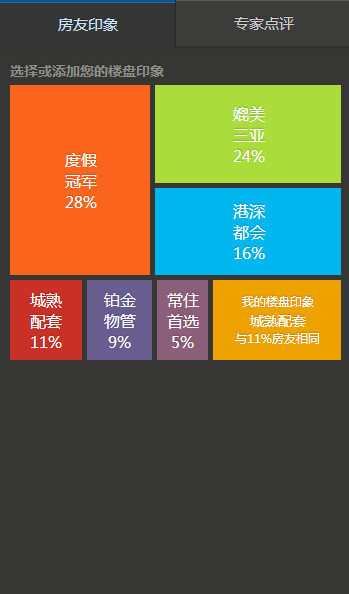 房友印象
专家点评
选择或添加您的楼盘印象
度假
冠军
28%
媲美
三亚
24%
港深
都会
16%
城熟
配套
11%
铂金
物管
9%
常住
首选
5%
我的楼盘印象
城熟配套
与11%房友相同